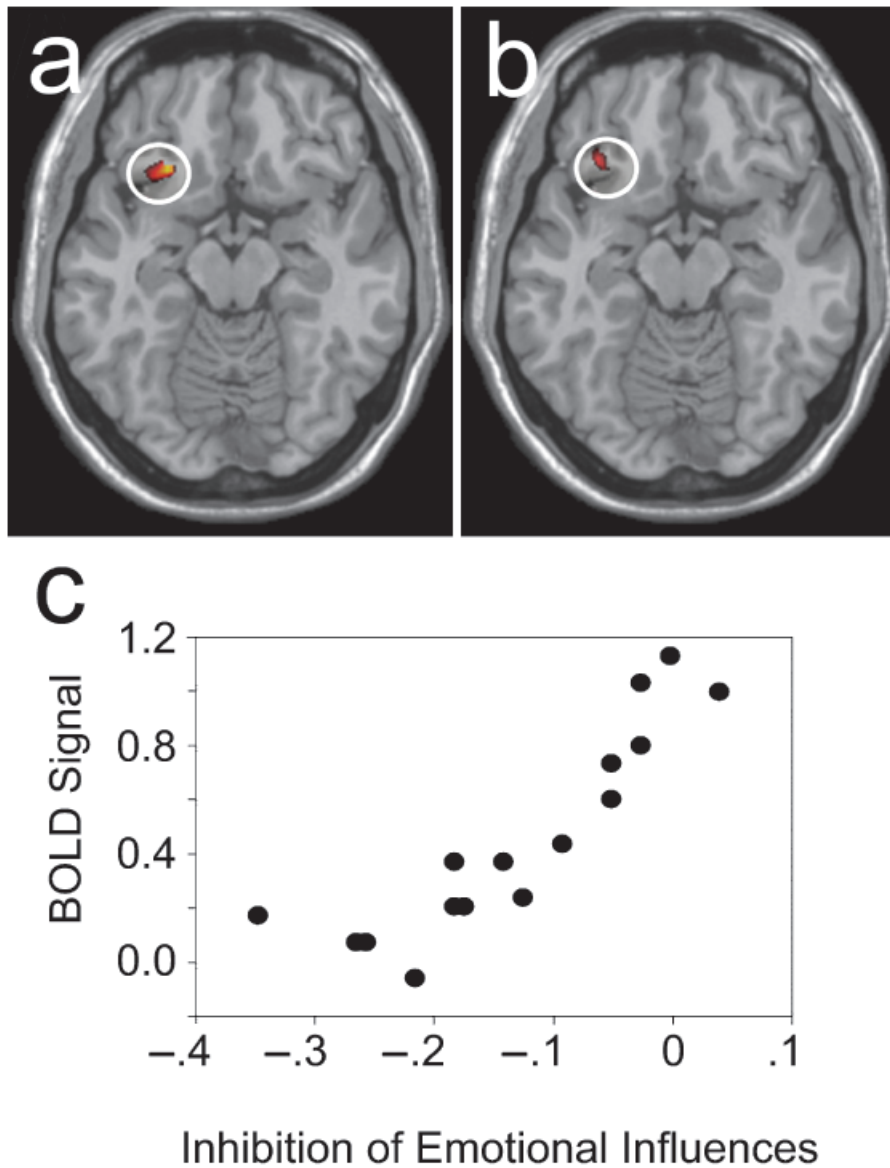 a
b
c
1.2
0.8
0.4
0.0
BOLD Signal
–.4 –.3 –.2 –.1 0 .1
Inhibition of Emotional Influences